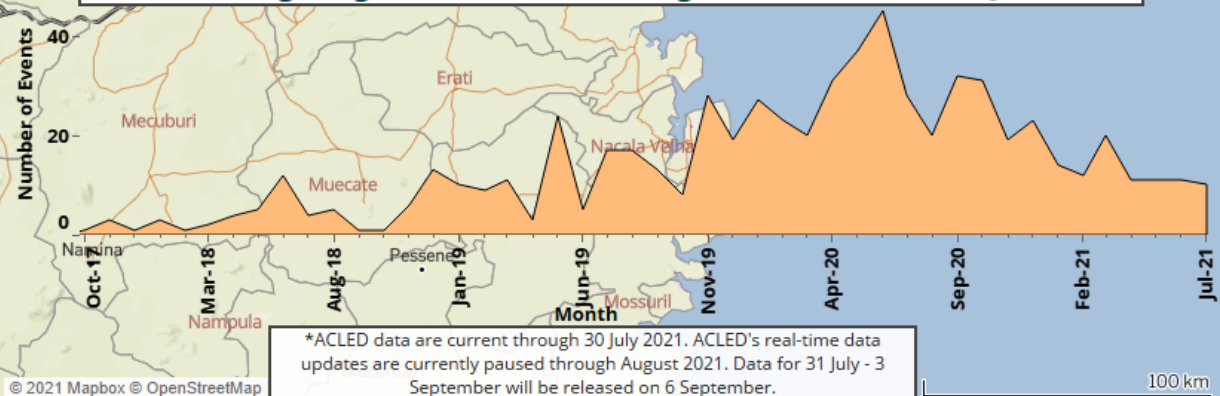 Number of Events
40
20
0
Erati
Mecuburi
Nacala Velha
Muecate
Namina
Pessene
Nampula
Mossuril
Oct-17
Mar-18
Aug-18
Jan-19
Jun-19
Nov-19
Apr-20
Sep-20
Feb-21
Jul-21
Month
*ACLED data are current through 30 July 2021. ACLED's real-time data
updates are currently paused through August 2021. Data for 31 July - 3
September will be released on 6 September.
© 2021 Mapbox © OpenStreetMap
100 km